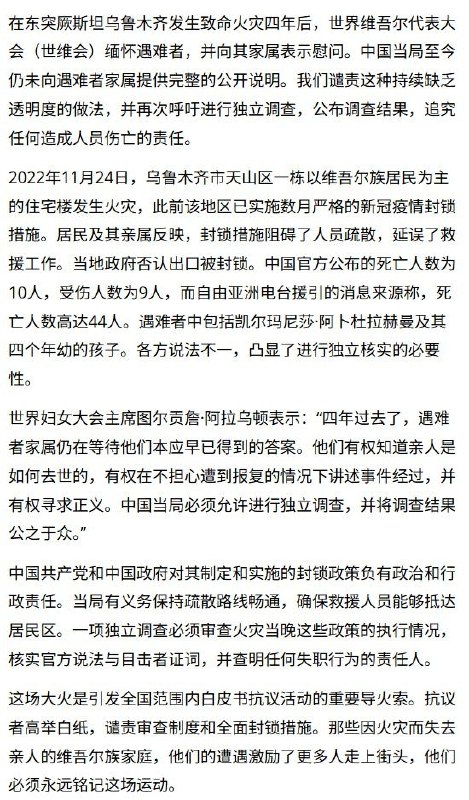 在东突厥斯坦乌鲁木齐发生致命火灾四年后，世界维吾尔代表大
会（世维会）缅怀遇难者，并向其家属表示慰问。中国当局至今
仍未向遇难者家属提供完整的公开说明。我们谴责这种持续缺乏
透明度的做法，并再次呼吁进行独立调查，公布调查结果，追究
任何造成人员伤亡的责任。
2022年11月24日，乌鲁木齐市天山区一栋以维吾尔族居民为主
的住宅楼发生火灾，此前该地区已实施数月严格的新冠疫情封锁
措施。居民及其亲属反映，封锁措施阻碍了人员疏散，延误了救
援工作。当地政府否认出口被封锁。中国官方公布的死亡人数为
10人，受伤人数为9人，而自由亚洲电台援引的消息来源称，死
亡人数高达44人。遇难者中包括凯尔玛尼莎·阿卜杜拉赫曼及其
四个年幼的孩子。各方说法不一，凸显了进行独立核实的必要
性。
世界妇女大会主席图尔贡詹·阿拉乌顿表示：“四年过去了，遇难
者家属仍在等待他们本应早已得到的答案。他们有权知道亲人是
如何去世的，有权在不担心遭到报复的情况下讲述事件经过，并
有权寻求正义。中国当局必须允许进行独立调查，并将调查结果
公之于众。”
中国共产党和中国政府对其制定和实施的封锁政策负有政治和行
政责任。当局有义务保持疏散路线畅通，确保救援人员能够抵达
居民区。一项独立调查必须审查火灾当晚这些政策的执行情况，
核实官方说法与目击者证词，并查明任何失职行为的责任人。
这场大火是引发全国范围内白皮书抗议活动的重要导火索。抗议
者高举白纸，谴责审查制度和全面封锁措施。那些因火灾而失去
亲人的维吾尔族家庭，他们的遭遇激励了更多人走上街头，他们
必须永远铭记这场运动。